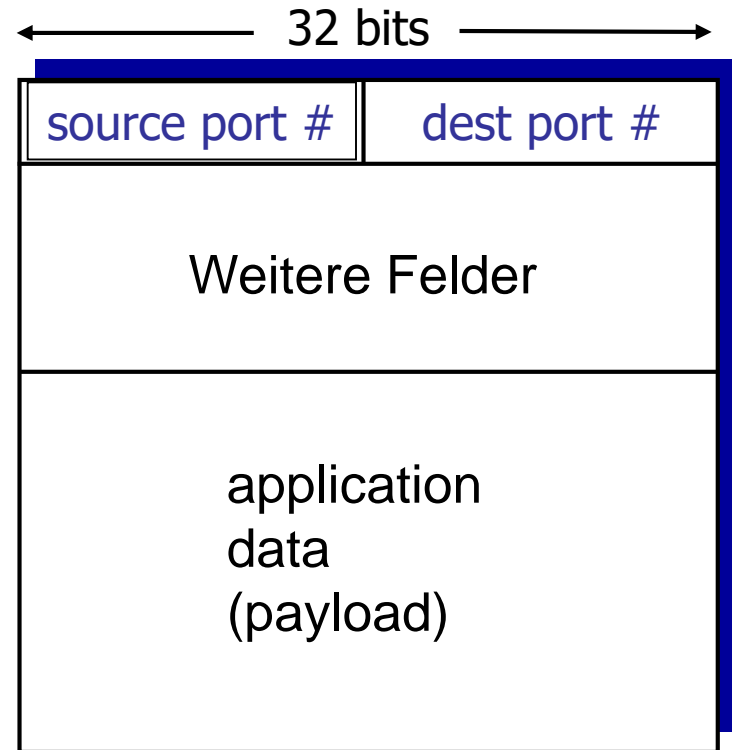 32 bits
source port # dest port #
Weitere Felder
application
data
(payload)